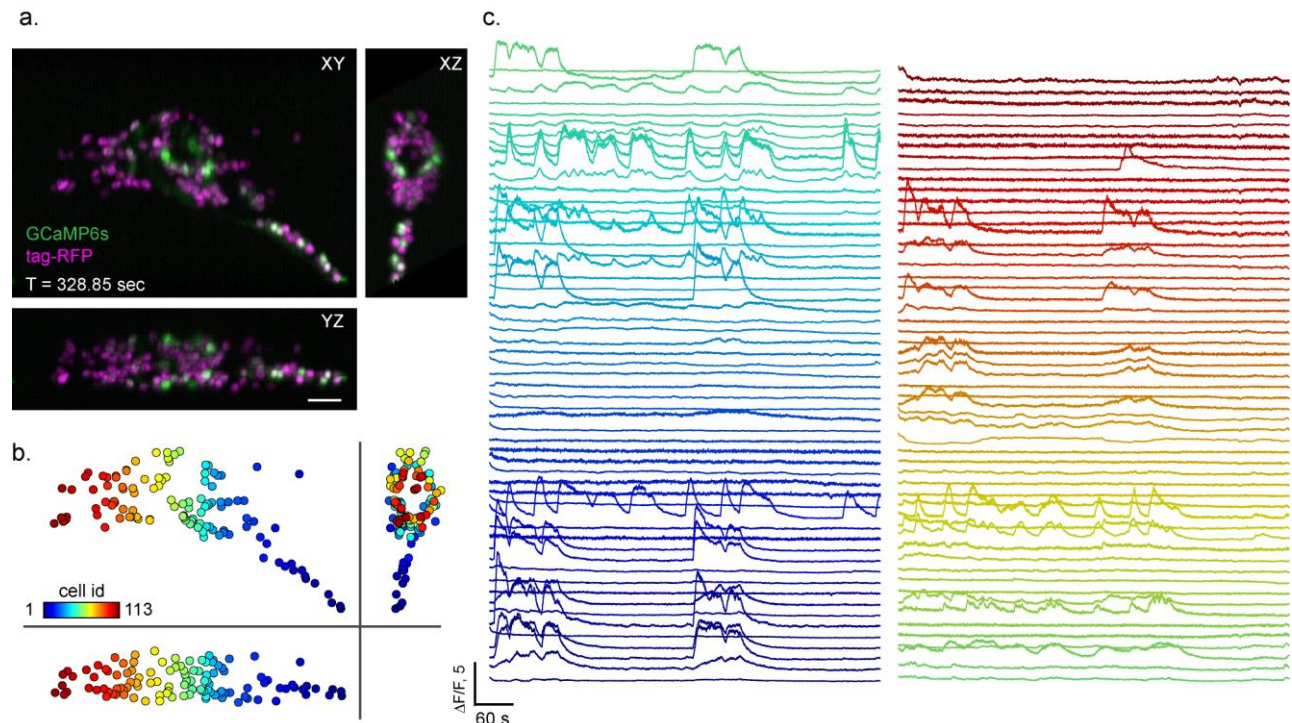 a.
XY
XZ
GCaMP6s
tag-RFP
T = 328.85 sec
YZ
b.
cell id
1
113
c.
ΔF/F, 5
60 s